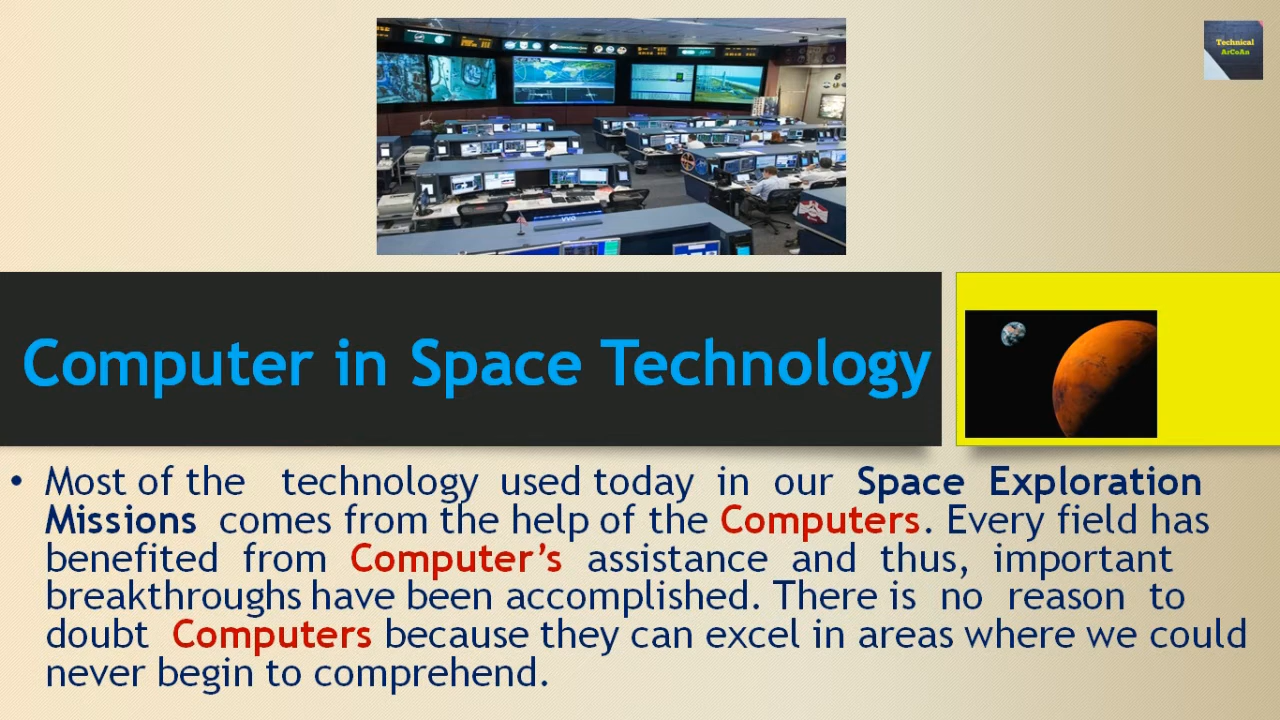 Technical
ArCoAn
VVO
Computer in Space Technology
• Most of the technology used today in our Space Exploration
Missions comes from the help of the Computers. Every field has
benefited from Computer’s assistance and thus, important
breakthroughs have been accomplished. There is no reason to
doubt Computers because they can excel in areas where we could
never begin to comprehend.